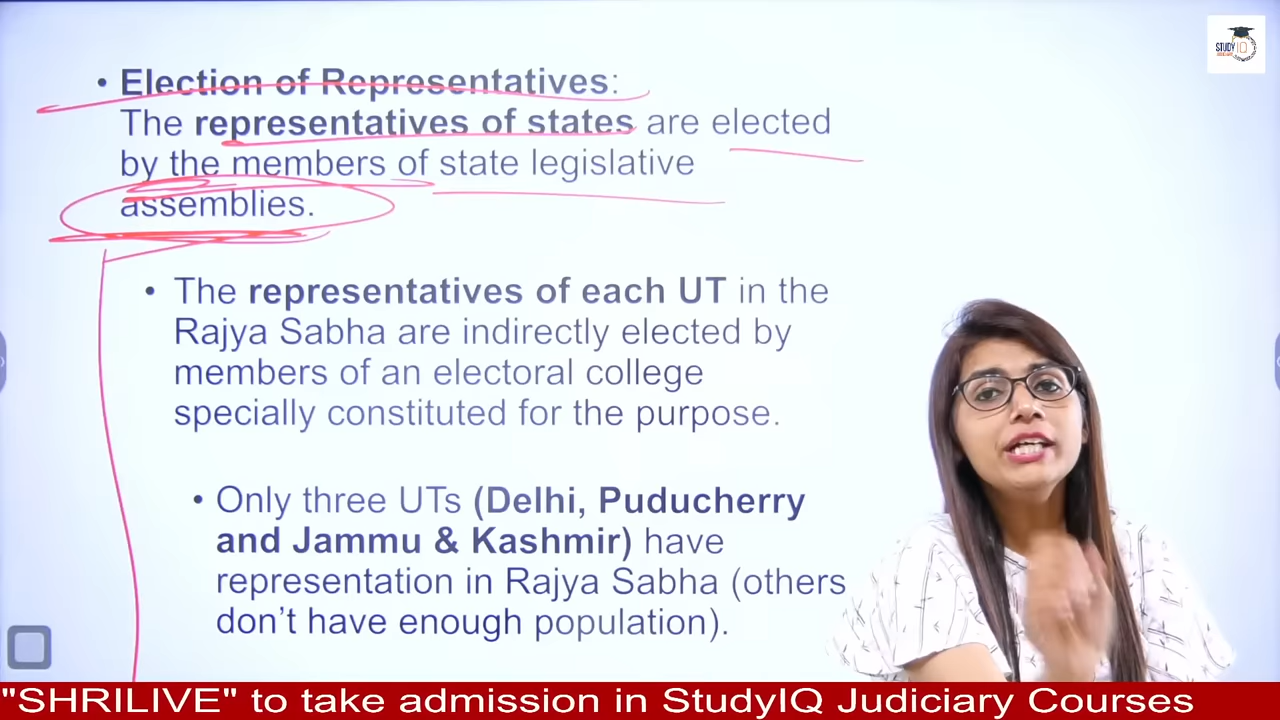 STUDY IQ
• Election of Representatives:
The representatives of states are elected
by the members of state legislative
assemblies.
• The representatives of each UT in the
Rajya Sabha are indirectly elected by
members of an electoral college
specially constituted for the purpose.
• Only three UTs (Delhi, Puducherry
and Jammu & Kashmir) have
representation in Rajya Sabha (others
don't have enough population).
"SHRILIVE" to take admission in StudyIQ Judiciary Courses